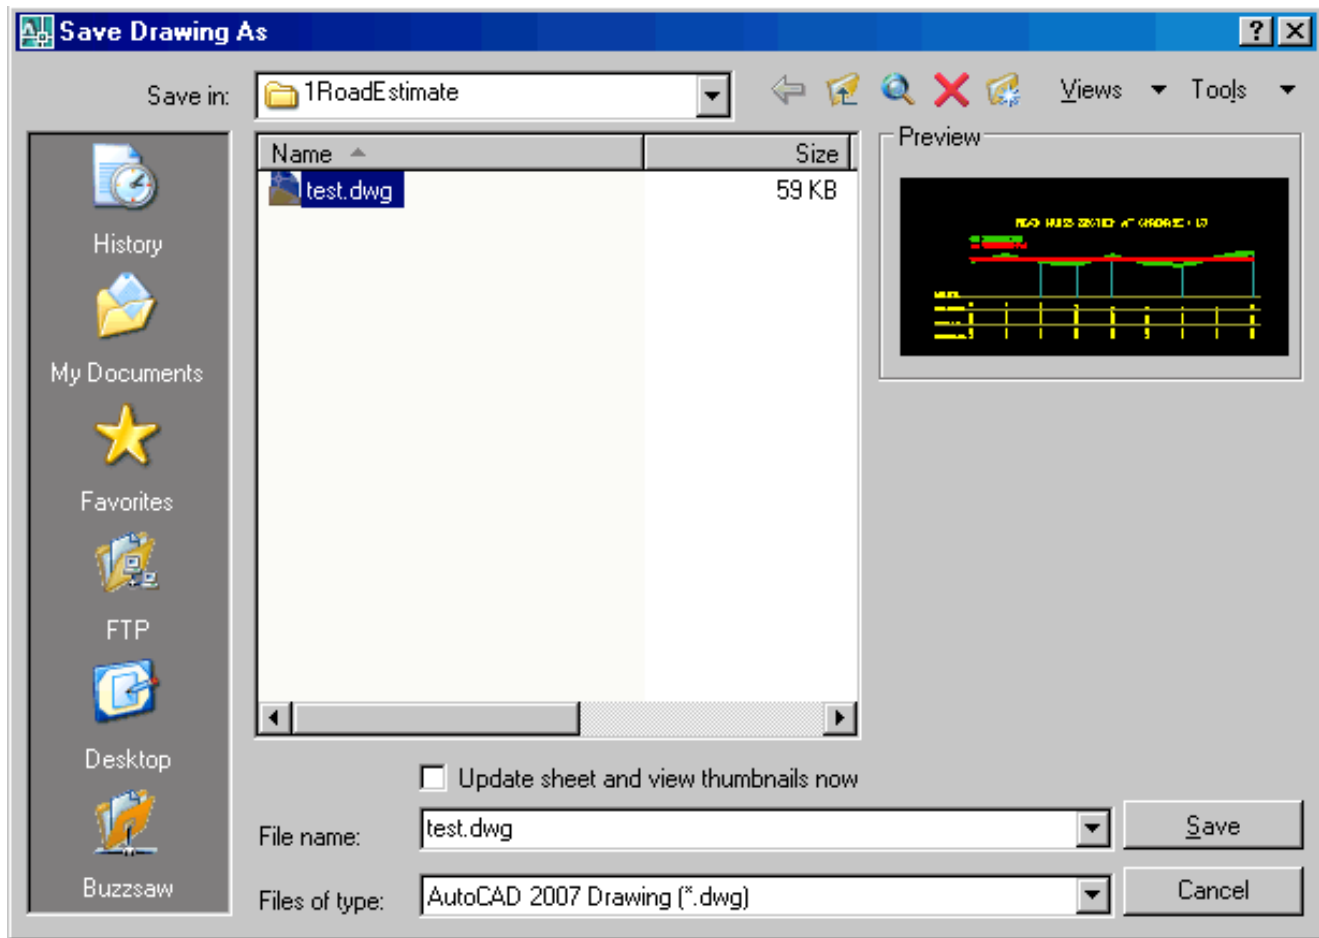 Save Drawing As
Save in:
1RoadEstimate
Views
Tools
History
My Documents
Favorites
FTP
Desktop
Buzzsaw
Name
Size
test.dwg
59 KB
Preview
Update sheet and view thumbnails now
File name:
test.dwg
Save
Files of type:
AutoCAD 2007 Drawing (*.dwg)
Cancel